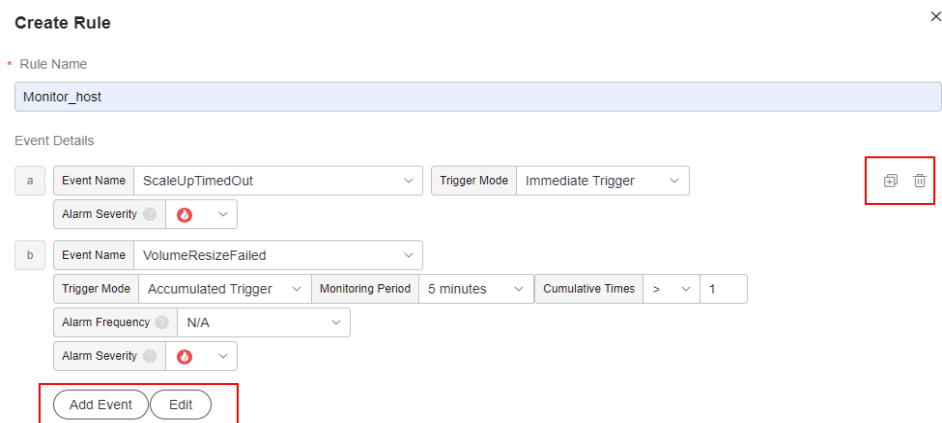 Create Rule
* Rule Name
Monitor_host
Event Details
a Event Name ScaleUpTimedOut Trigger Mode Immediate Trigger
Alarm Severity ?
b Event Name VolumeResizeFailed
Trigger Mode Accumulated Trigger Monitoring Period 5 minutes Cumulative Times > 1
Alarm Frequency ? N/A
Alarm Severity ?
Add Event Edit